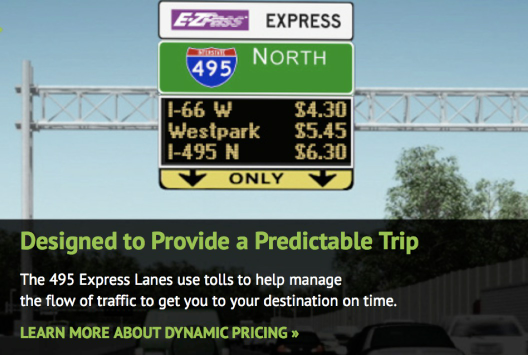 E-ZPass EXPRESS
INTERSTATE
495
NORTH
I-66 W $4.30
Westpark $5.45
I-495 N $6.30
ONLY
Designed to Provide a Predictable Trip
The 495 Express Lanes use tolls to help manage
the flow of traffic to get you to your destination on time.
LEARN MORE ABOUT DYNAMIC PRICING »